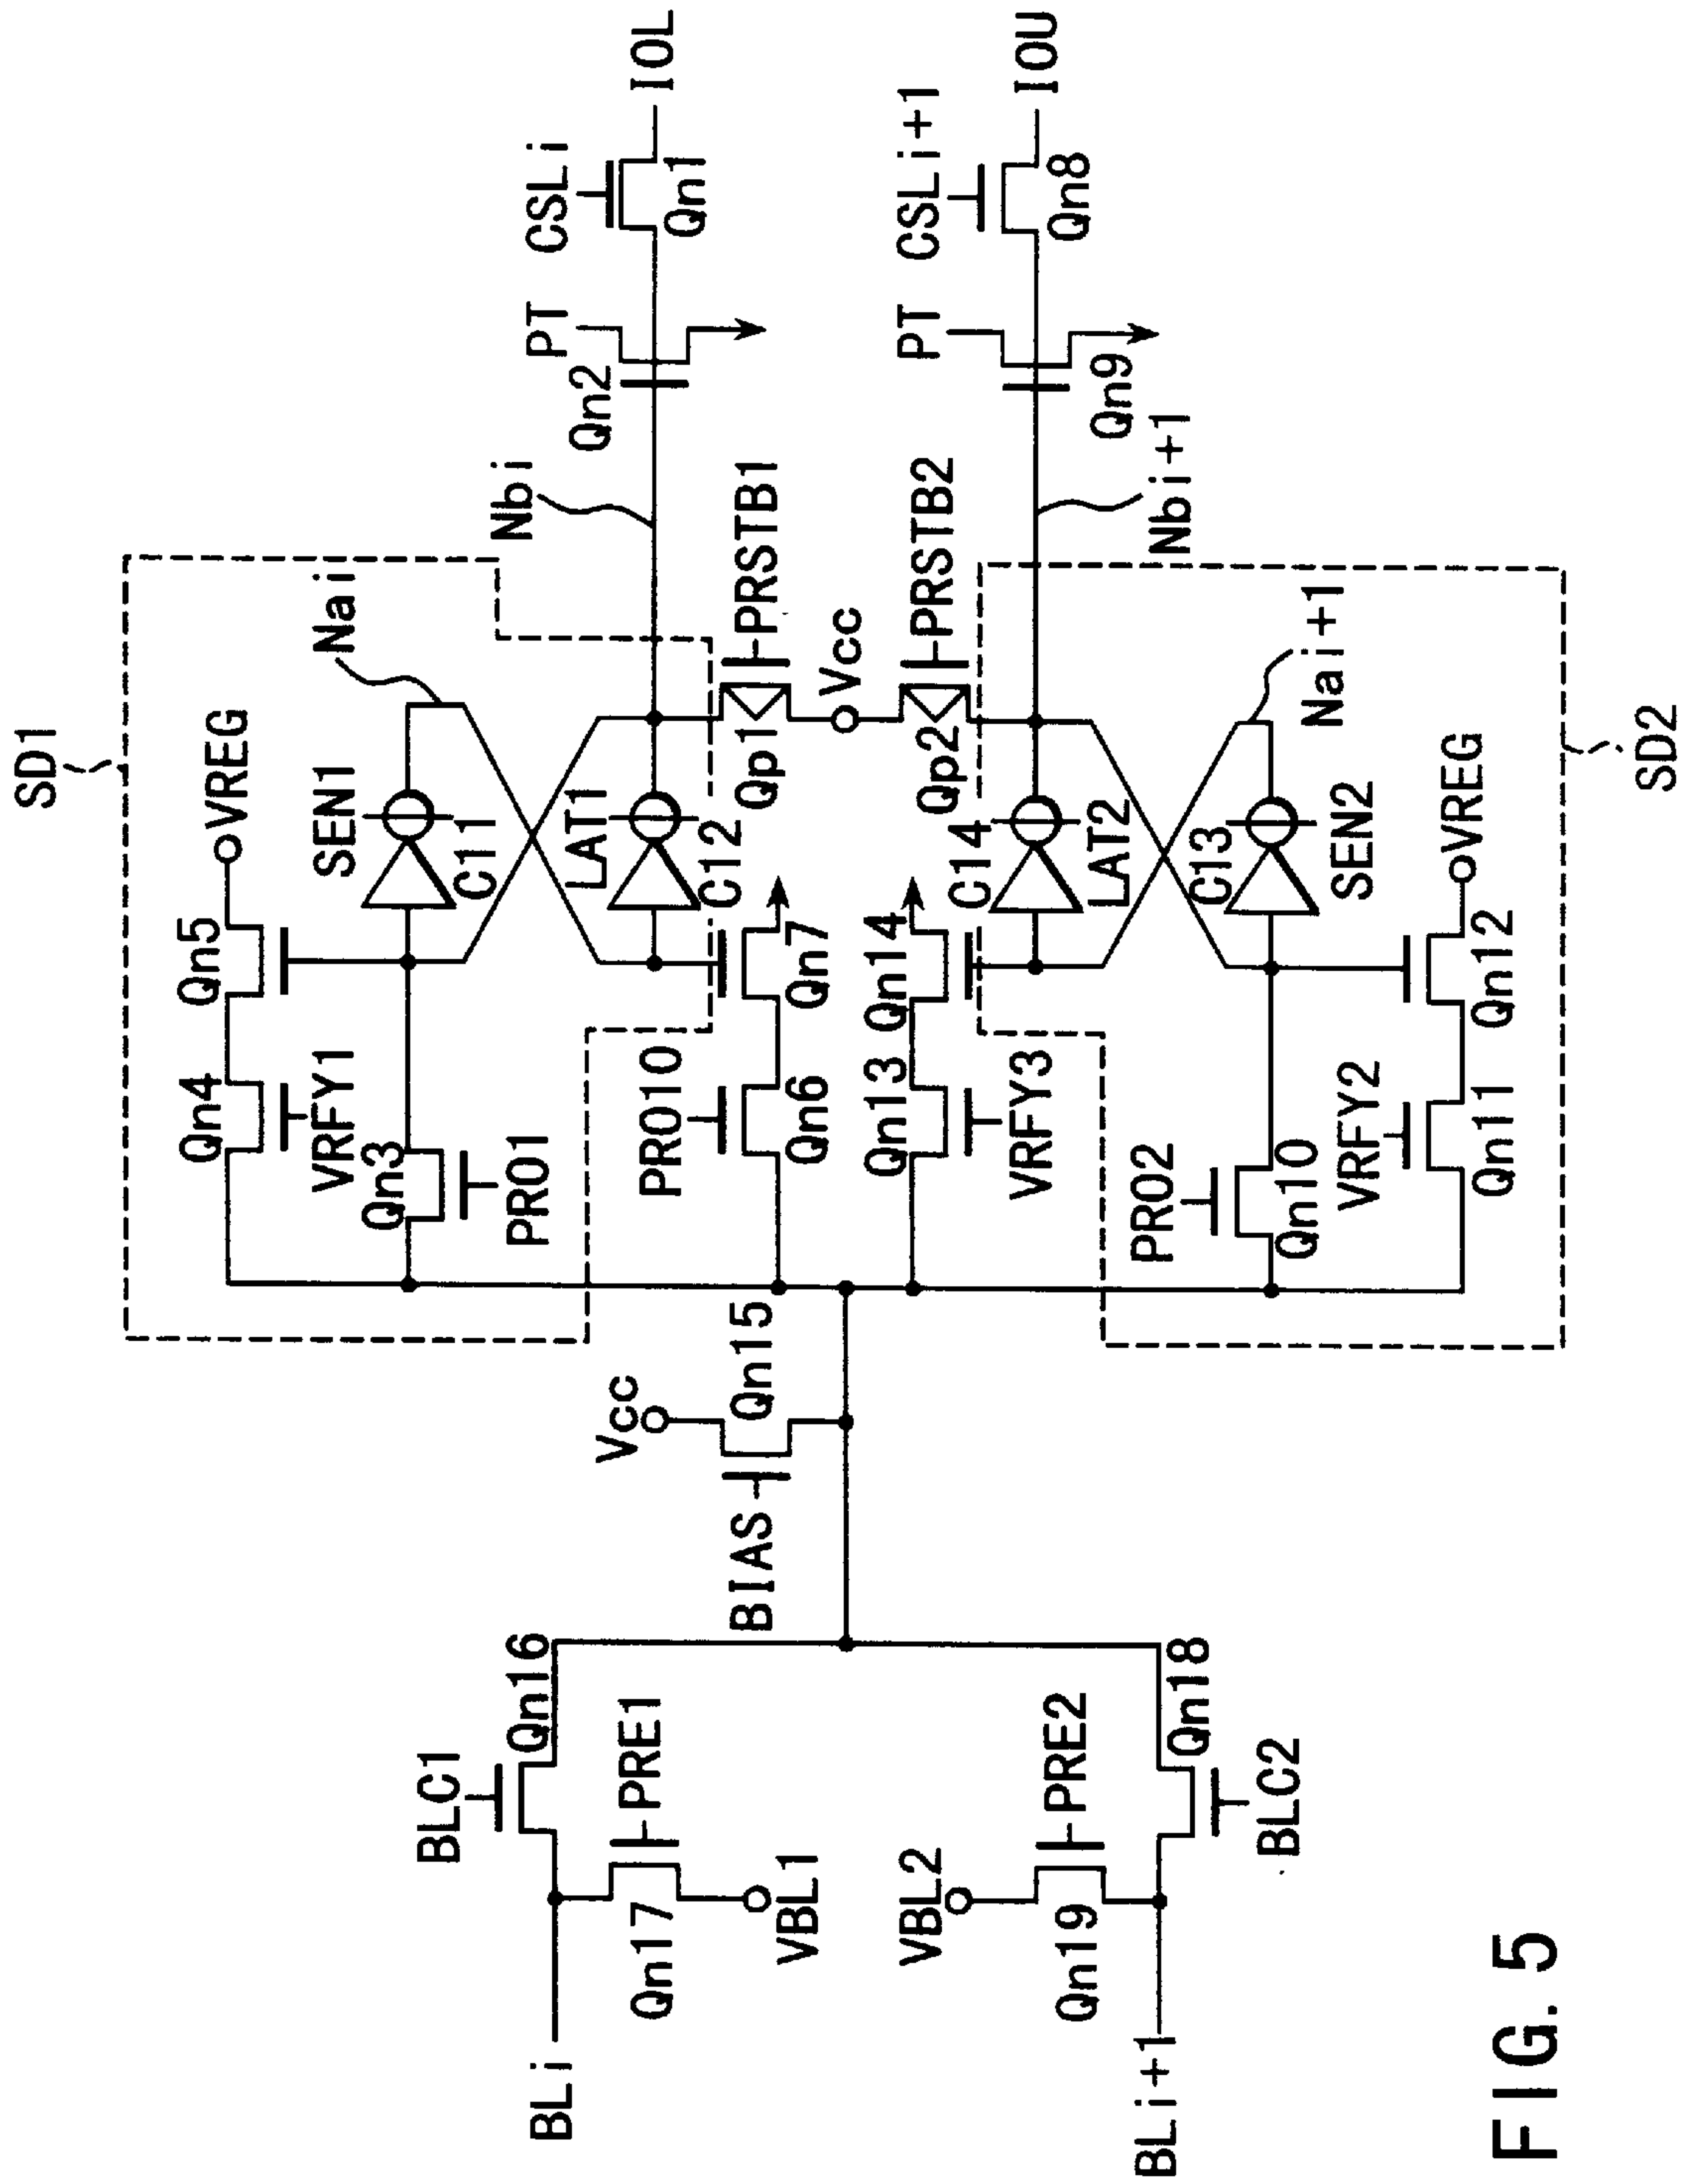 SD1
VREG
Qn5
Qn4
SEN1
Nai
VRFY1
C11
Qn3
PRO1
Nbi
CSLi
PT
Qn2
Qn1
IOL
LAT1
C12
PRSTB1
Qp1
PRO10
Qn7
Qn6
Vcc
BIAS
Qn15
BLC1
Qn16
PRE1
Qn17
VBL1
BLi
Vcc
PRSTB2
Qp2
CSLi+1
PT
Qn9
Qn8
IOU
Nbi+1
Qn14
Qn13
VRFY3
C14
LAT2
Nai+1
C13
SEN2
PRO2
Qn10
VRFY2
Qn11
Qn12
VREG
SD2
VBL2
PRE2
Qn19
Qn18
BLC2
BLi+1
FIG. 5